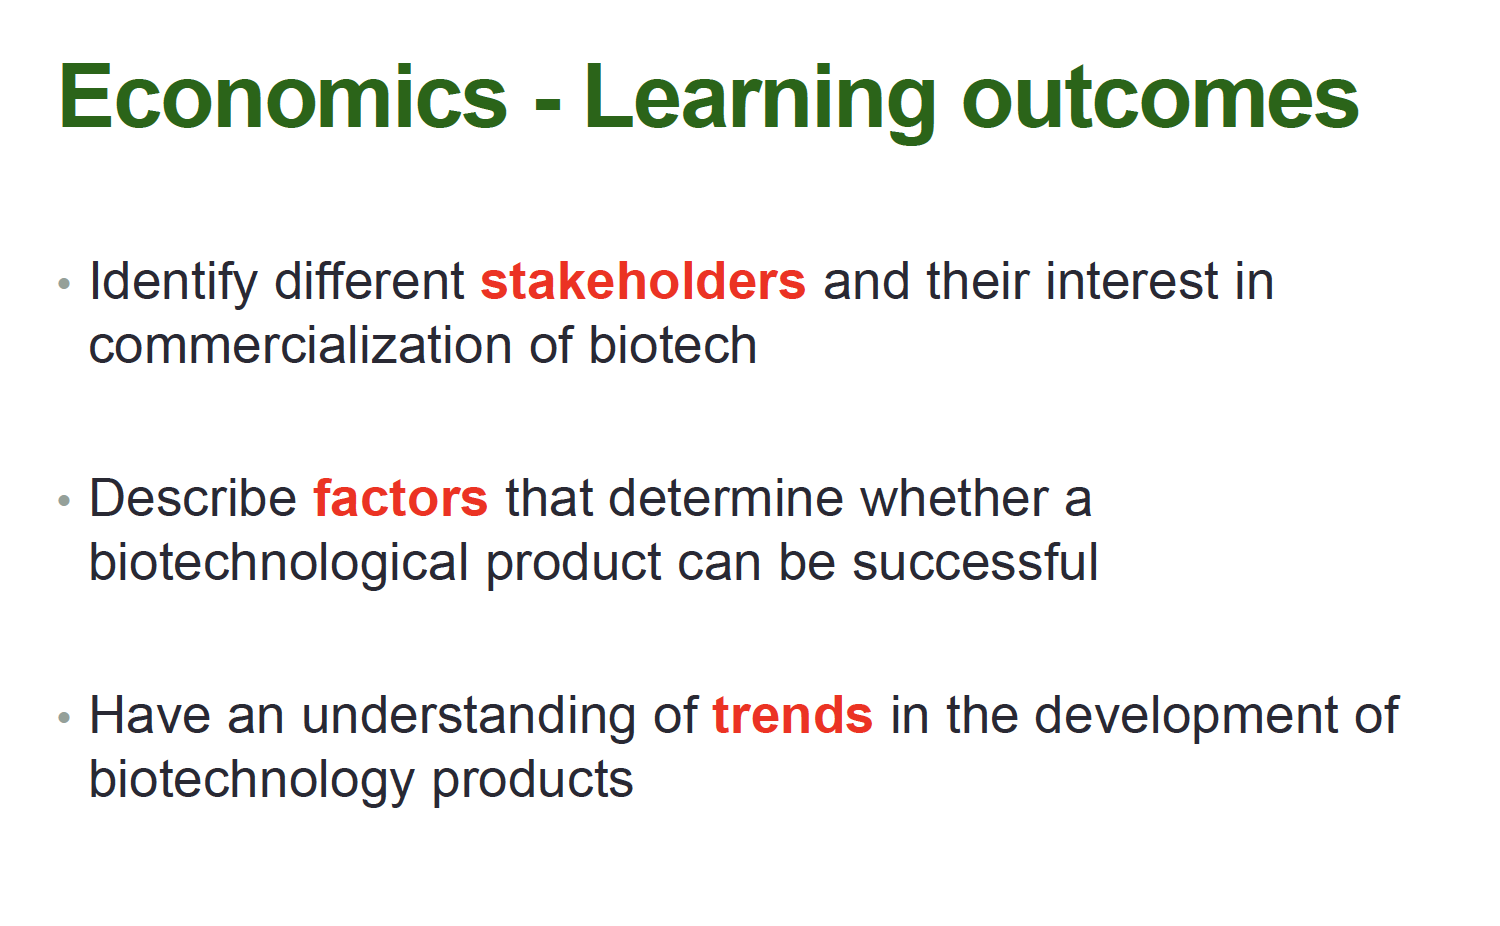 Economics - Learning outcomes
• Identify different stakeholders and their interest in
commercialization of biotech
• Describe factors that determine whether a
biotechnological product can be successful
• Have an understanding of trends in the development of
biotechnology products